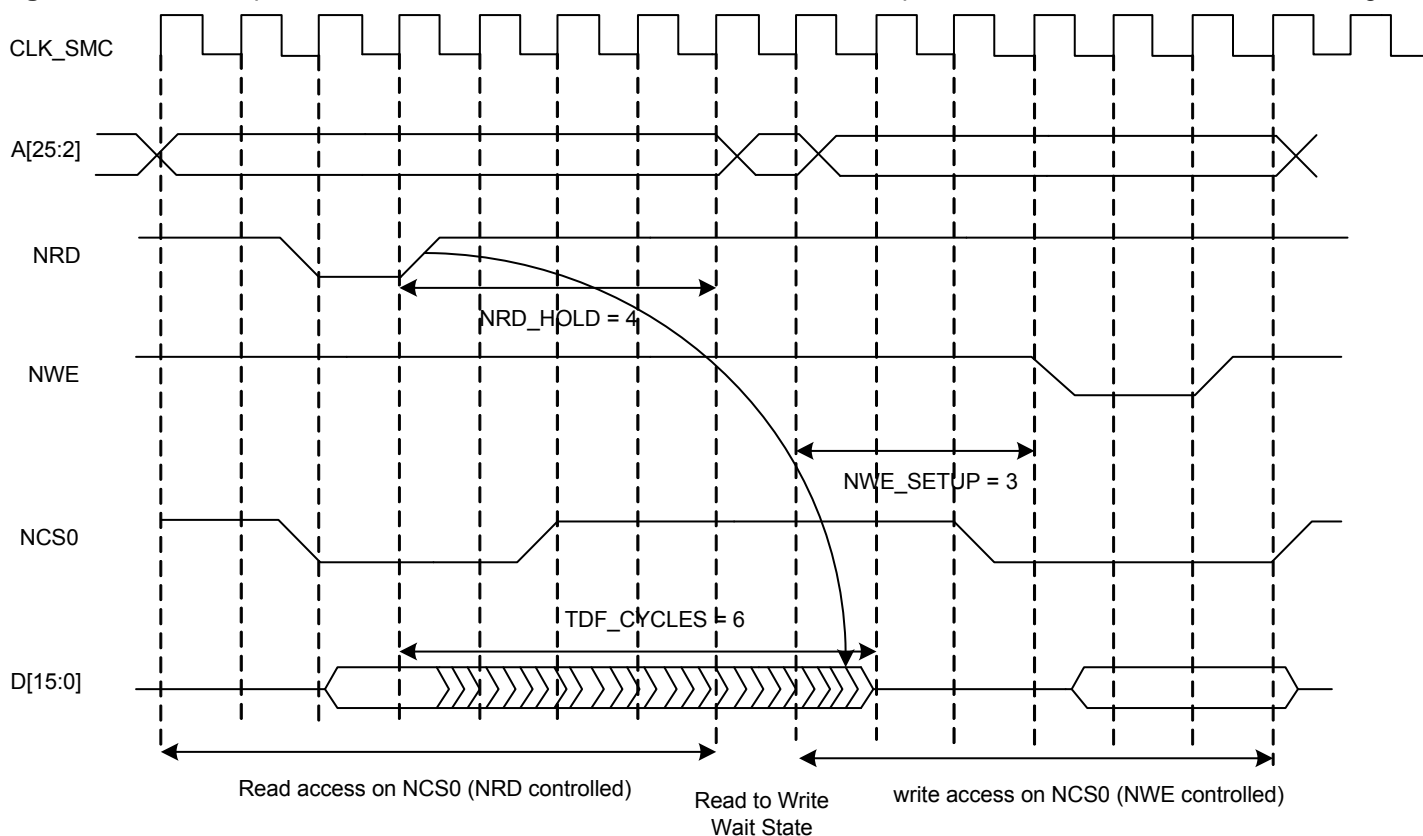 CLK_SMC
A[25:2]
NRD
NRD_HOLD = 4
NWE
NWE_SETUP = 3
NCS0
TDF_CYCLES = 6
D[15:0]
Read access on NCS0 (NRD controlled)
Read to Write
Wait State
write access on NCS0 (NWE controlled)